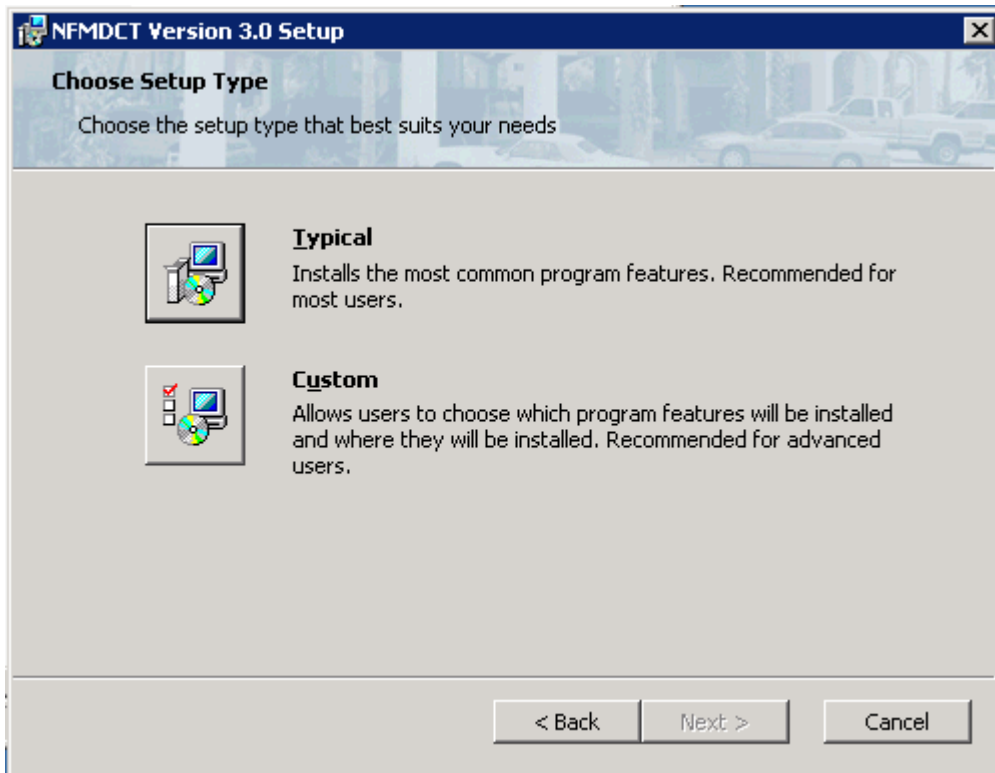 NFMDCT Version 3.0 Setup
Choose Setup Type
Choose the setup type that best suits your needs
Typical
Installs the most common program features. Recommended for
most users.
Custom
Allows users to choose which program features will be installed
and where they will be installed. Recommended for advanced
users.
< Back
Next >
Cancel